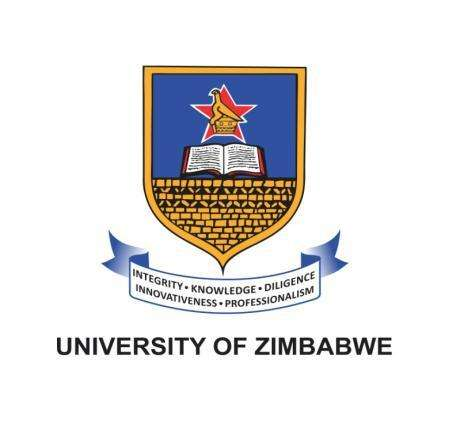 INTEGRITY • KNOWLEDGE • DILIGENCE
INNOVATIVENESS • PROFESSIONALISM
UNIVERSITY OF ZIMBABWE